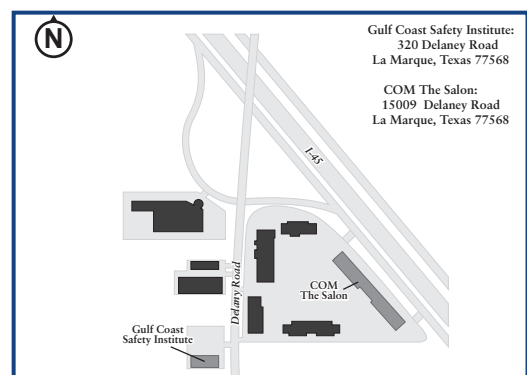 N
Gulf Coast Safety Institute:
320 Delaney Road
La Marque, Texas 77568
COM The Salon:
15009 Delaney Road
La Marque, Texas 77568
I-45
COM
The Salon
Delany Road
Gulf Coast
Safety Institute